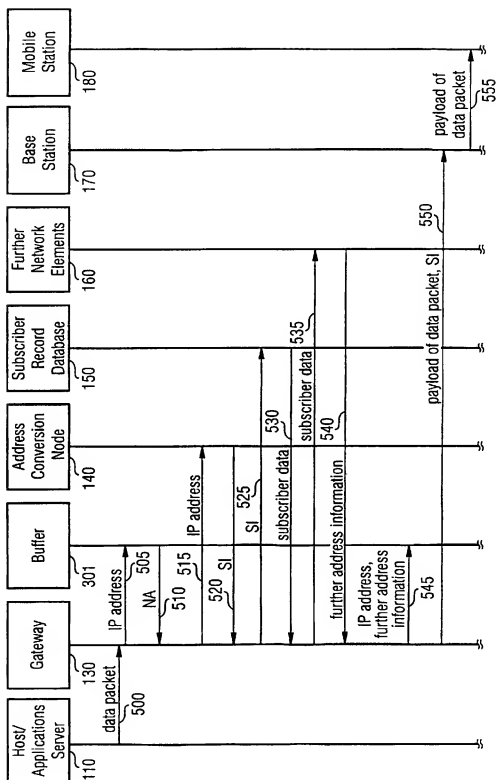 Host/
Applications
Server
110
Gateway
130
Buffer
301
Address
Conversion
Node
140
Subscriber
Record
Database
150
Further
Network
Elements
160
Base
Station
170
Mobile
Station
180
data packet
500
IP address
505
NA
510
IP address
515
SI
520
SI
525
subscriber data
530
subscriber data
535
further address information
540
IP address,
further address
information
545
payload of data packet, SI
550
payload of
data packet
555